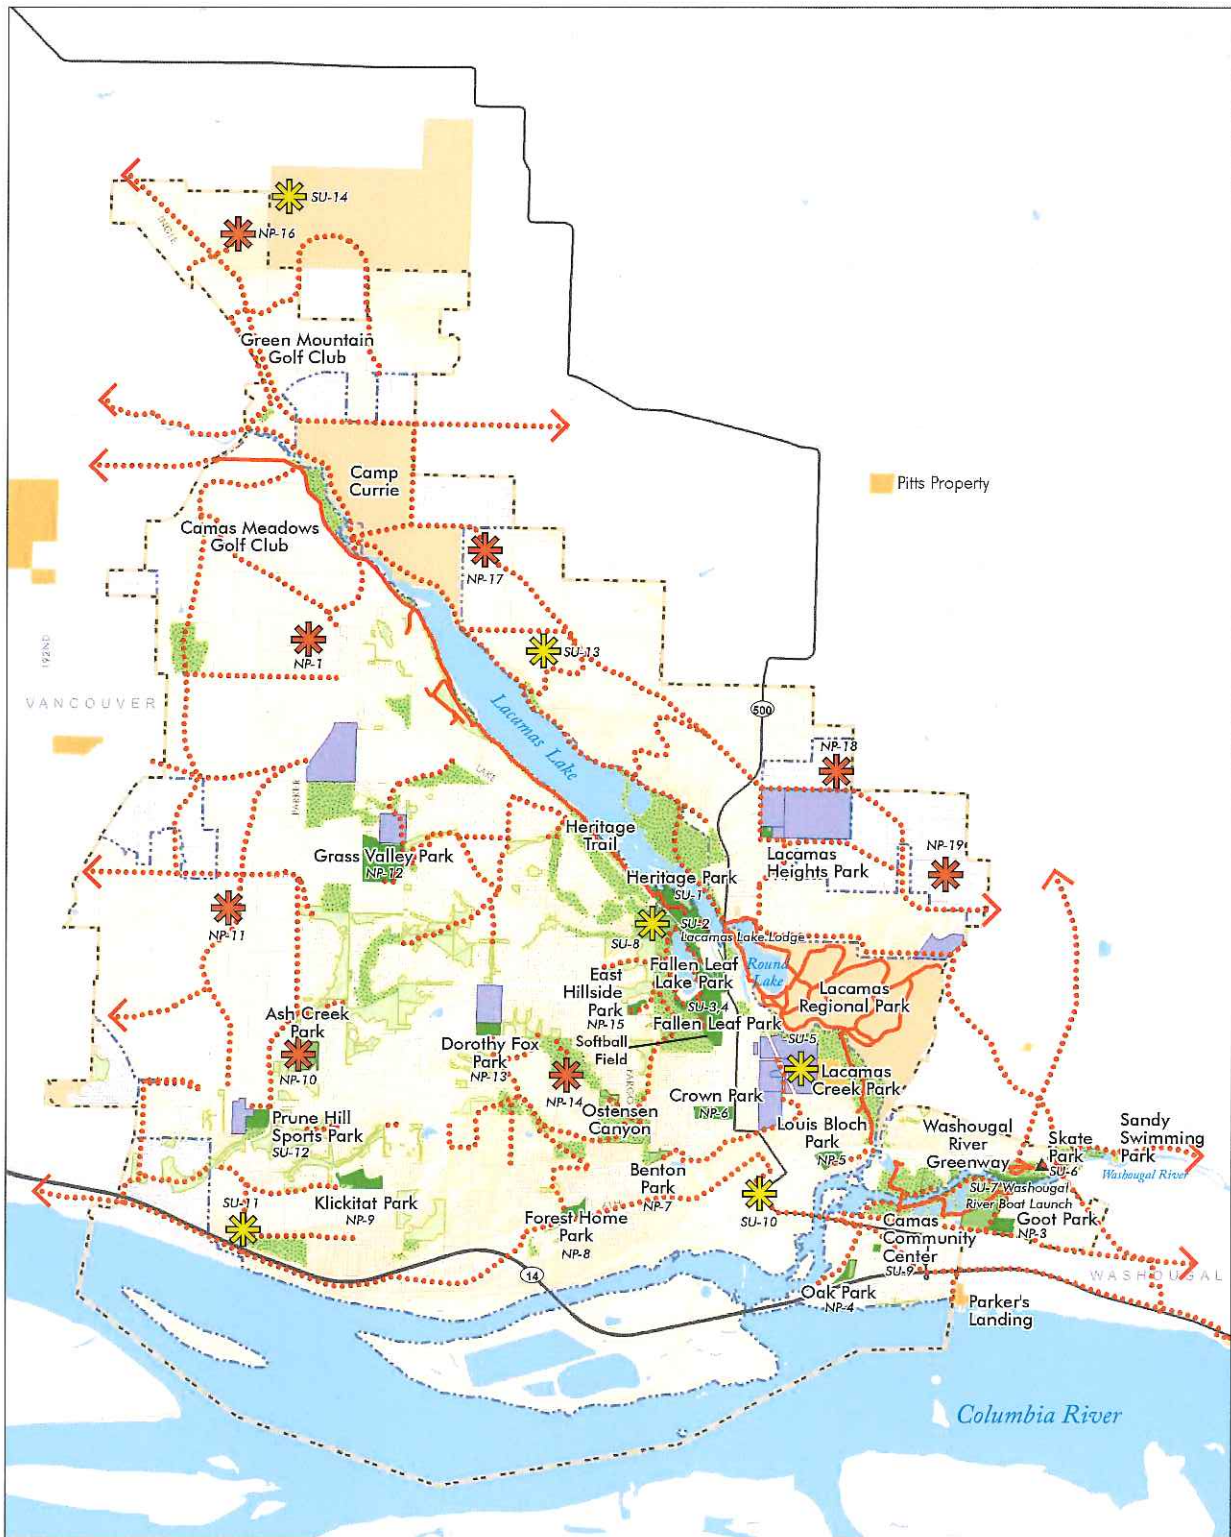 SU-14
NP-16
INGLE
Green Mountain
Golf Club
Camp
Currie
Pitts Property
Camas Meadows
Golf Club
NP-17
NP-1
SU-13
192ND
VANCOUVER
Lacamas Lake
500
NP-18
LAKE
PARKER
Heritage
Trail
NP-19
Grass Valley Park
NP-12
Lacamas
Heights Park
Heritage Park
SU-1
NP-11
SU-2
Lacamas Lake Lodge
SU-8
Fallen Leaf
Lake Park
Round
Lake
East
Hillside
Park
NP-15
Lacamas
Regional Park
SU-3,4
Fallen Leaf Park
Softball
Field
Ash Creek
Park
NP-10
Dorothy Fox
Park
NP-13
SU-5
Lacamas
Creek Park
NP-14
Ostensen
Canyon
Crown Park
NP-6
Prune Hill
Sports Park
SU-12
Louis Bloch
Park
NP-5
Washougal
River
Greenway
Skate
Park
SU-6
Sandy
Swimming
Park
Washougal River
Benton
Park
NP-7
SU-7 Washougal
River Boat Launch
Klickitat Park
NP-9
SU-11
SU-10
Forest Home
Park
NP-8
Camas
Community
Center
SU-9
Goot Park
NP-3
14
Oak Park
NP-4
WASHOUGAL
Parker's
Landing
Columbia River